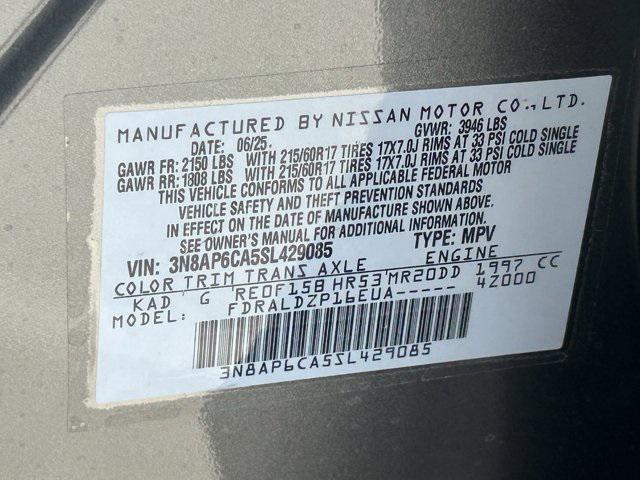 MANUFACTURED BY NISSAN MOTOR CO., LTD.
DATE: 06/25 GVWR: 3946 LBS
GAWR FR: 2150 LBS WITH 215/60R17 TIRES 17X7.0J RIMS AT 33 PSI COLD SINGLE
GAWR RR: 1808 LBS WITH 215/60R17 TIRES 17X7.0J RIMS AT 33 PSI COLD SINGLE
THIS VEHICLE CONFORMS TO ALL APPLICABLE FEDERAL MOTOR
VEHICLE SAFETY AND THEFT PREVENTION STANDARDS
IN EFFECT ON THE DATE OF MANUFACTURE SHOWN ABOVE.
SEE OWNER'S MANUAL FOR ADDITIONAL INFORMATION.
VIN: 3N8AP6CA5SL429085 TYPE: MPV
COLOR TRIM TRANS AXLE ENGINE
KAD G RE0F15B HR53 MR20DD 1997 CC
MODEL: FDRALDZP16EUA----- 4Z000
3N8AP6CA5SL429085